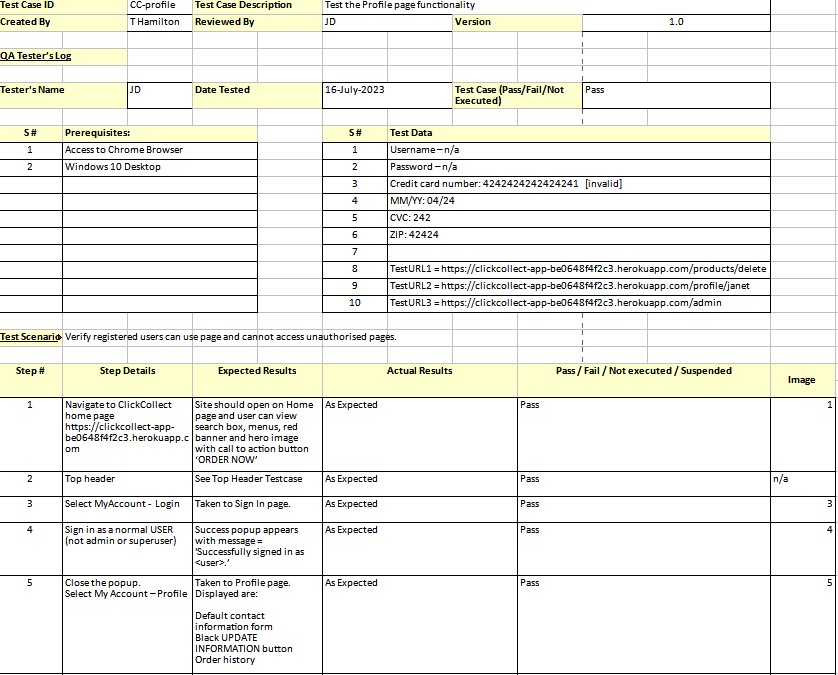 Test Case ID CC-profile Test Case Description Test the Profile page functionality
Created By T Hamilton Reviewed By JD Version 1.0
QA Tester's Log
Tester's Name JD Date Tested 16-July-2023 Test Case (Pass/Fail/Not
Executed) Pass
S # Prerequisites: S # Test Data
1 Access to Chrome Browser 1 Username – n/a
2 Windows 10 Desktop 2 Password – n/a
3 Credit card number: 4242424242424241 [invalid]
4 MM/YY: 04/24
5 CVC: 242
6 ZIP: 42424
7
8 TestURL1 = https://clickcollect-app-be0648f4f2c3.herokuapp.com/products/delete
9 TestURL2 = https://clickcollect-app-be0648f4f2c3.herokuapp.com/profile/janet
10 TestURL3 = https://clickcollect-app-be0648f4f2c3.herokuapp.com/admin
Test Scenario Verify registered users can use page and cannot access unauthorised pages.
Step # Step Details Expected Results Actual Results Pass / Fail / Not executed / Suspended Image
1
Navigate to ClickCollect
home page
https://clickcollect-app-
be0648f4f2c3.herokuapp.c
om
Site should open on Home
page and user can view
search box, menus, red
banner and hero image
with call to action button
'ORDER NOW'
As Expected
Pass
1
2
Top header
See Top Header Testcase
As Expected
Pass
n/a
3
Select MyAccount - Login
Taken to Sign In page.
As Expected
Pass
3
4
Sign in as a normal USER
(not admin or superuser)
Success popup appears
with message =
'Successfully signed in as
<user>.'
As Expected
Pass
4
5
Close the popup.
Select My Account – Profile
Taken to Profile page.
Displayed are:
Default contact
information form
Black UPDATE
INFORMATION button
Order history
As Expected
Pass
5